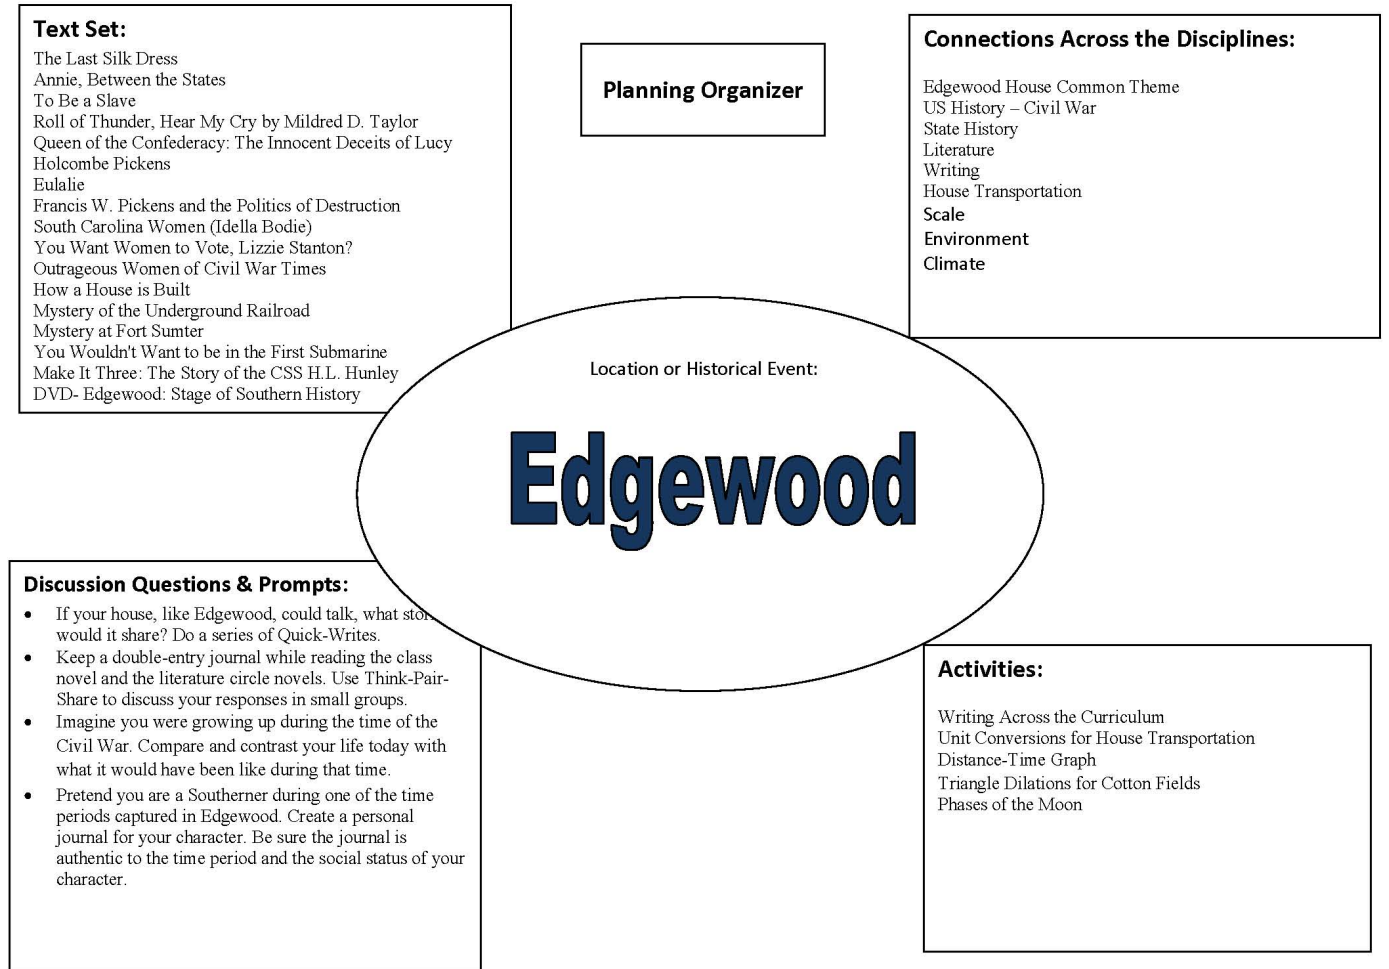 Text Set:
The Last Silk Dress
Annie, Between the States
To Be a Slave
Roll of Thunder, Hear My Cry by Mildred D. Taylor
Queen of the Confederacy: The Innocent Deceits of Lucy
Holcombe Pickens
Eulalie
Francis W. Pickens and the Politics of Destruction
South Carolina Women (Idella Bodie)
You Want Women to Vote, Lizzie Stanton?
Outrageous Women of Civil War Times
How a House is Built
Mystery of the Underground Railroad
Mystery at Fort Sumter
You Wouldn't Want to be in the First Submarine
Make It Three: The Story of the CSS H.L. Hunley
DVD- Edgewood: Stage of Southern History
Planning Organizer
Connections Across the Disciplines:
Edgewood House Common Theme
US History – Civil War
State History
Literature
Writing
House Transportation
Scale
Environment
Climate
Location or Historical Event:
Edgewood
Discussion Questions & Prompts:
• If your house, like Edgewood, could talk, what
would it share? Do a series of Quick-Writes.
• Keep a double-entry journal while reading the class
novel and the literature circle novels. Use Think-Pair-
Share to discuss your responses in small groups.
• Imagine you were growing up during the time of the
Civil War. Compare and contrast your life today with
what it would have been like during that time.
• Pretend you are a Southerner during one of the time
periods captured in Edgewood. Create a personal
journal for your character. Be sure the journal is
authentic to the time period and the social status of your
character.
Activities:
Writing Across the Curriculum
Unit Conversions for House Transportation
Distance-Time Graph
Triangle Dilations for Cotton Fields
Phases of the Moon